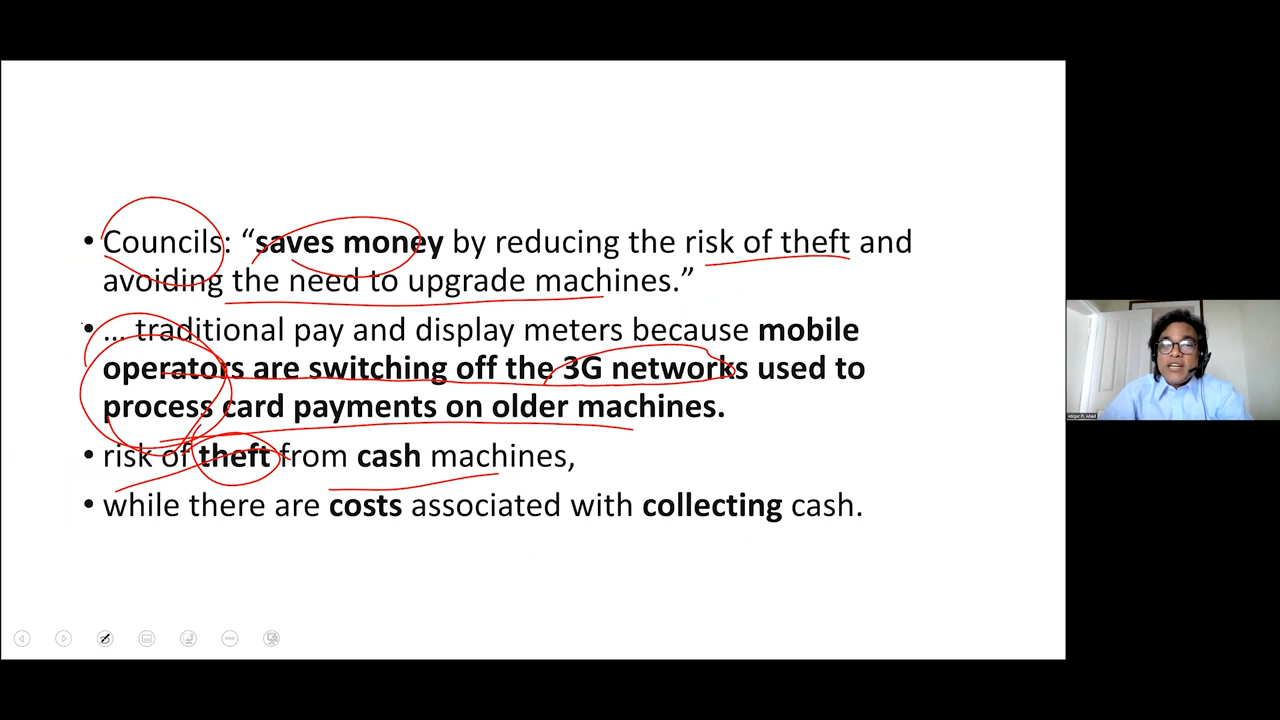 • Councils: “saves money by reducing the risk of theft and
avoiding the need to upgrade machines.”
• … traditional pay and display meters because mobile
operators are switching off the 3G networks used to
process card payments on older machines.
• risk of theft from cash machines,
• while there are costs associated with collecting cash.
Atiqur R. Ahad